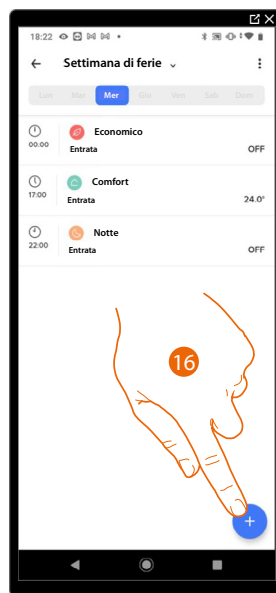 18:22
Settimana di ferie
Lun Mar Mer Gio Ven Sab Dom
Economico
00:00 Entrata OFF
Comfort
17:00 Entrata 24.0°
Notte
22:00 Entrata OFF
16
+